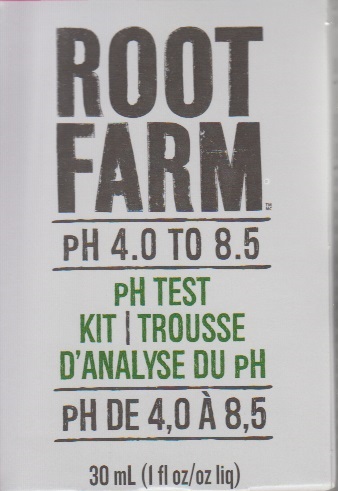 ROOT
FARM™
pH 4.0 TO 8.5
pH TEST
KIT | TROUSSE
D'ANALYSE DU pH
pH DE 4,0 À 8,5
30 mL (1 fl oz/oz liq)